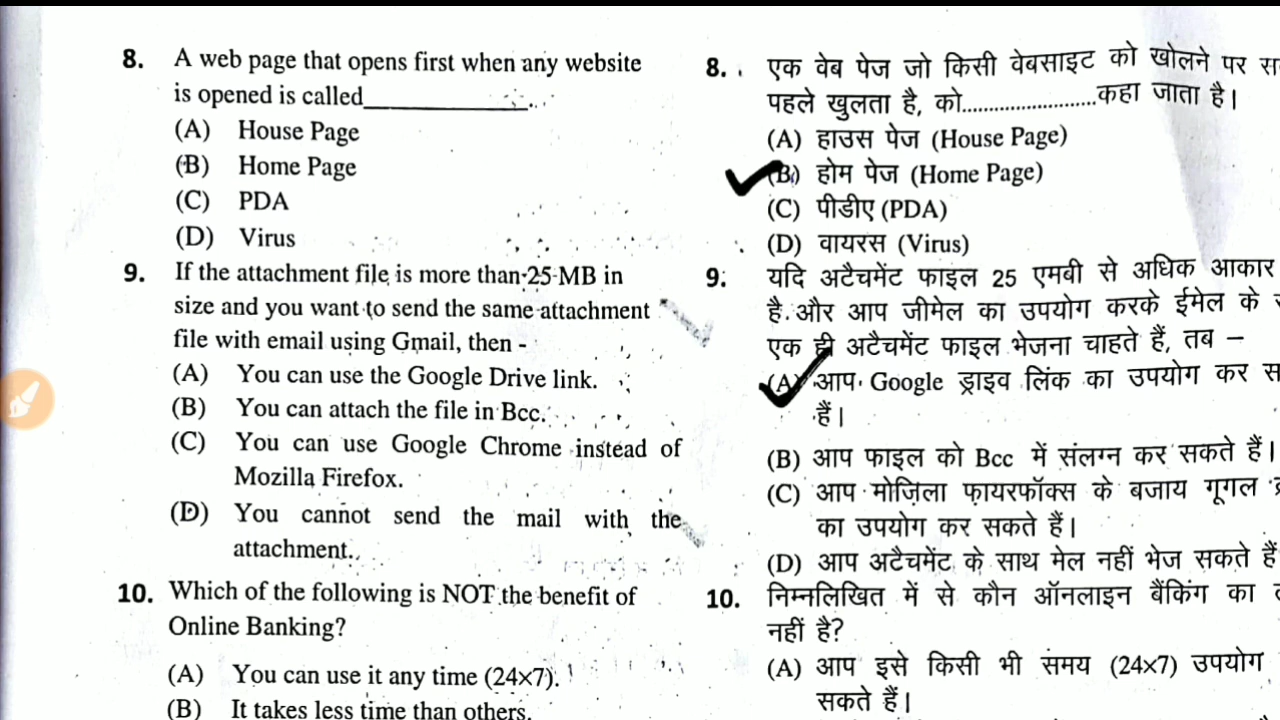 8. A web page that opens first when any website
is opened is called____________
(A) House Page
(B) Home Page
(C) PDA
(D) Virus
9. If the attachment file is more than 25 MB in
size and you want to send the same attachment
file with email using Gmail, then -
(A) You can use the Google Drive link.
(B) You can attach the file in Bcc.
(C) You can use Google Chrome instead of
Mozilla Firefox.
(D) You cannot send the mail with the
attachment.
10. Which of the following is NOT the benefit of
Online Banking?
(A) You can use it any time (24×7).
(B) It takes less time than others.
8. एक वेब पेज जो किसी वेबसाइट को खोलने पर
पहले खुलता है, को........................कहा जाता है।
(A) हाउस पेज (House Page)
(B) होम पेज (Home Page)
(C) पीडीए (PDA)
(D) वायरस (Virus)
9. यदि अटैचमेंट फाइल 25 एमबी से अधिक आकार
है और आप जीमेल का उपयोग करके ईमेल के
एक ही अटैचमेंट फाइल भेजना चाहते हैं, तब –
(A) आप Google ड्राइव लिंक का उपयोग कर
हैं।
(B) आप फाइल को Bcc में संलग्न कर सकते हैं।
(C) आप मोज़िला फ़ायरफॉक्स के बजाय गूगल
का उपयोग कर सकते हैं।
(D) आप अटैचमेंट के साथ मेल नहीं भेज सकते हैं
10. निम्नलिखित में से कौन ऑनलाइन बैंकिंग का
नहीं है?
(A) आप इसे किसी भी समय (24x7) उपयोग
सकते हैं।